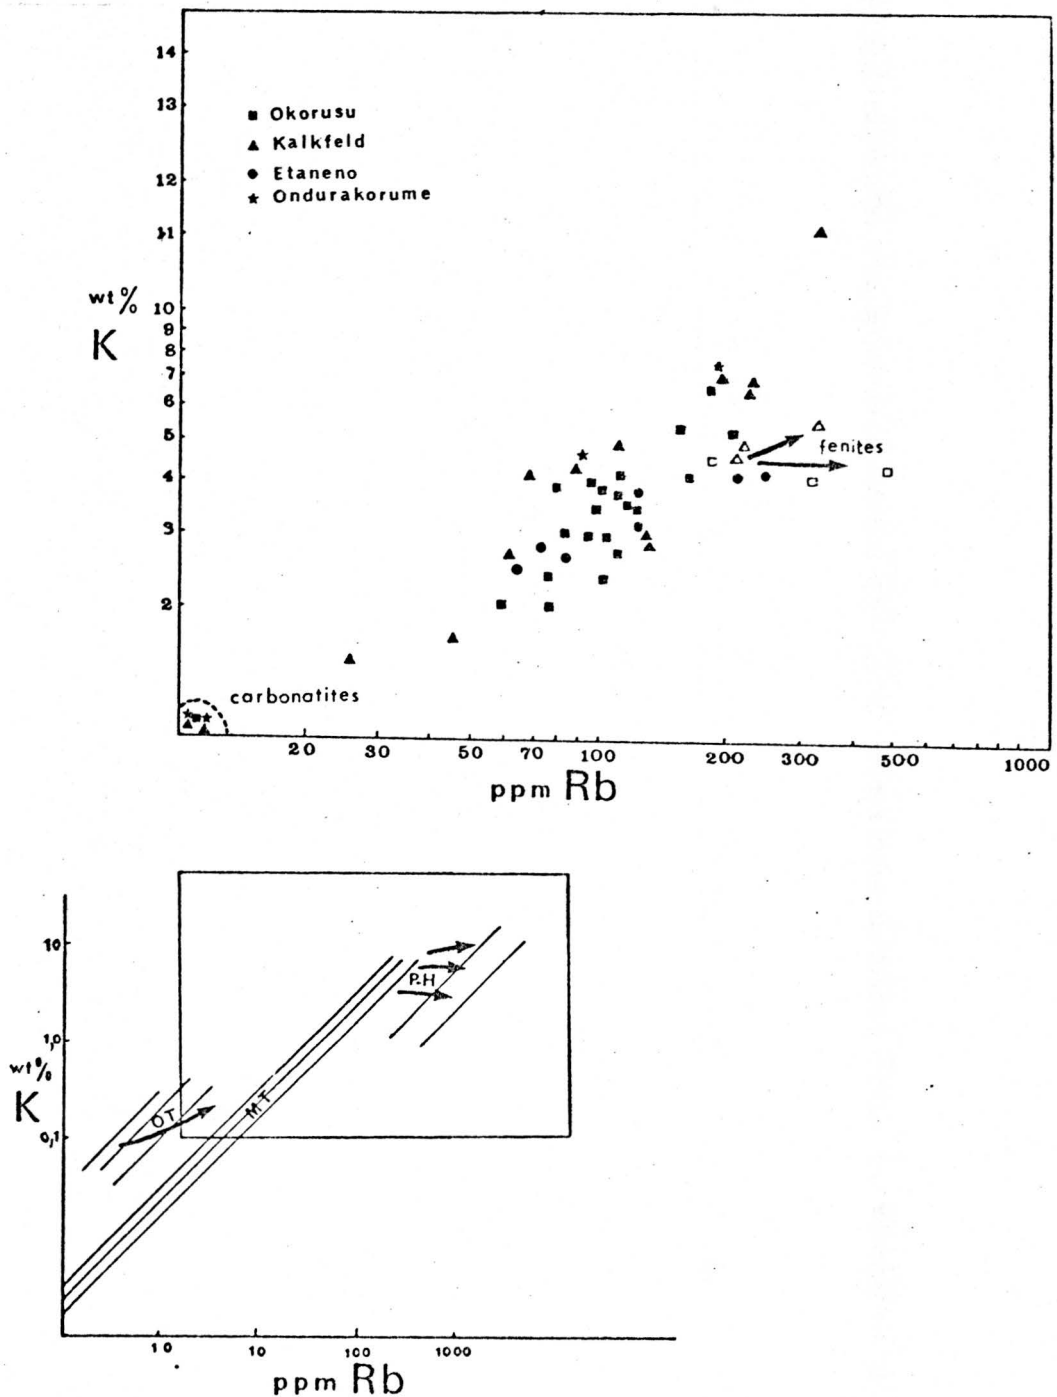 14
13
■ Okorusu
▲ Kalkfeld
12
● Etaneno
★ Ondurakorume
11
wt%
10
9
K
8
7
6
5
fenites
4
3
2
carbonatites
20 30 60 70 100 200 300 500 1000
ppm Rb
10
P-H
1,0
wt%
K
OT
MT
0,1
10 10 100 1000
ppm Rb